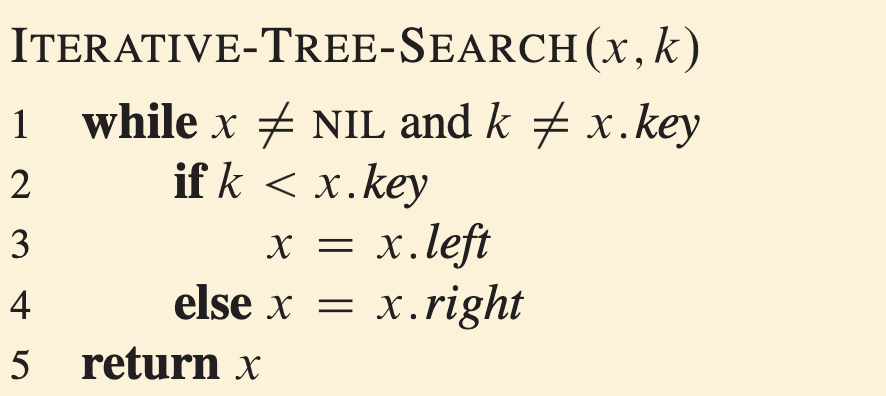 ITERATIVE-TREE-SEARCH(x, k)
1 while x ≠ NIL and k ≠ x.key
2 if k < x.key
3 x = x.left
4 else x = x.right
5 return x